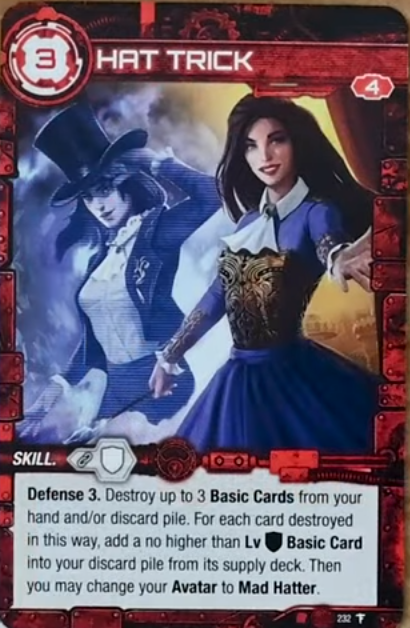 3
HAT TRICK
4
SKILL.
Defense 3. Destroy up to 3 Basic Cards from your
hand and/or discard pile. For each card destroyed
in this way, add a no higher than Lv Basic Card
into your discard pile from its supply deck. Then
you may change your Avatar to Mad Hatter.
232